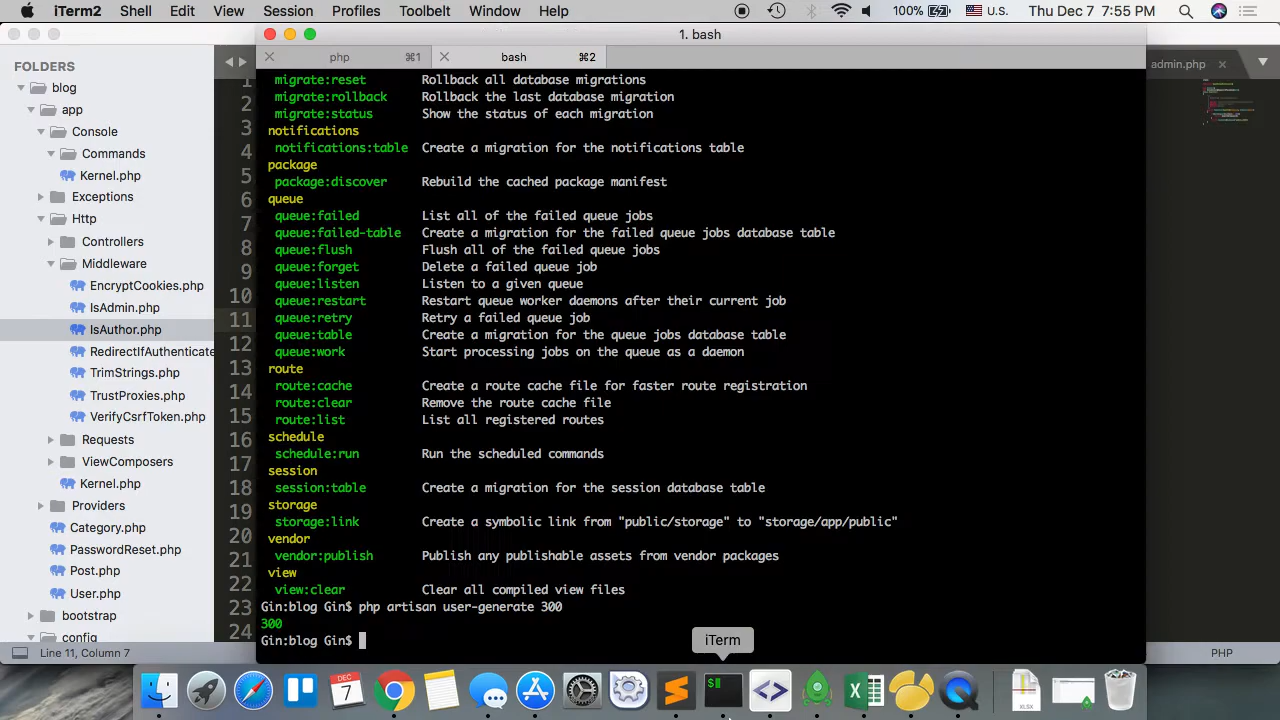 iTerm2 Shell Edit View Session Profiles Toolbelt Window Help 100% U.S. Thu Dec 7 7:55 PM
1. bash
php ⌘1 bash ⌘2
admin.php
FOLDERS
blog
app
Console
Commands
Kernel.php
Exceptions
Http
Controllers
Middleware
EncryptCookies.php
IsAdmin.php
IsAuthor.php
RedirectIfAuthenticate
TrimStrings.php
TrustProxies.php
VerifyCsrfToken.php
Requests
ViewComposers
Kernel.php
Providers
Category.php
PasswordReset.php
Post.php
User.php
bootstrap
config
1
2
3
4
5
6
7
8
9
10
11
12
13
14
15
16
17
18
19
20
21
22
23
24
migrate:reset Rollback all database migrations
migrate:rollback Rollback the last database migration
migrate:status Show the status of each migration
notifications
notifications:table Create a migration for the notifications table
package
package:discover Rebuild the cached package manifest
queue
queue:failed List all of the failed queue jobs
queue:failed-table Create a migration for the failed queue jobs database table
queue:flush Flush all of the failed queue jobs
queue:forget Delete a failed queue job
queue:listen Listen to a given queue
queue:restart Restart queue worker daemons after their current job
queue:retry Retry a failed queue job
queue:table Create a migration for the queue jobs database table
queue:work Start processing jobs on the queue as a daemon
route
route:cache Create a route cache file for faster route registration
route:clear Remove the route cache file
route:list List all registered routes
schedule
schedule:run Run the scheduled commands
session
session:table Create a migration for the session database table
storage
storage:link Create a symbolic link from "public/storage" to "storage/app/public"
vendor
vendor:publish Publish any publishable assets from vendor packages
view
view:clear Clear all compiled view files
Gin:blog Gin$ php artisan user-generate 300
300
Gin:blog Gin$
iTerm
Line 11, Column 7
PHP
DEC
7
$
XLSX